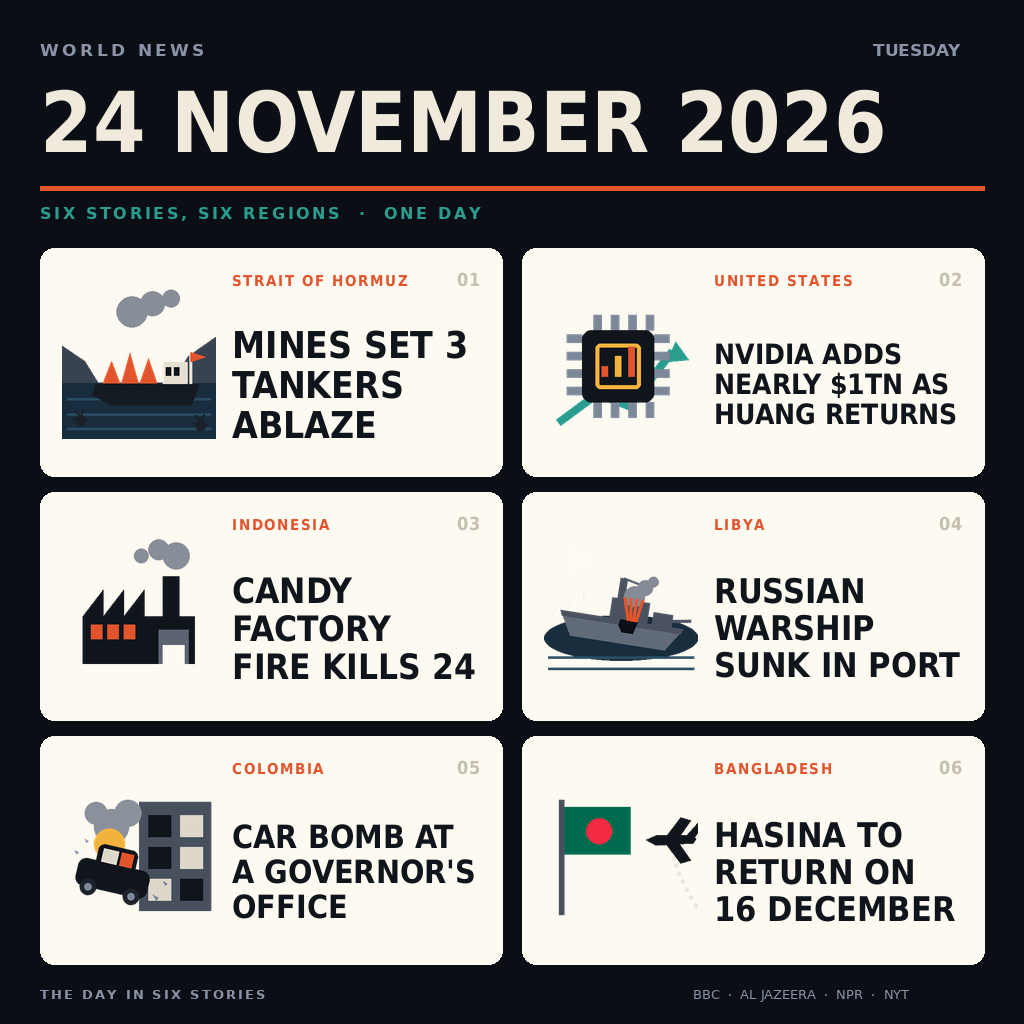 WORLD NEWS
TUESDAY
24 NOVEMBER 2026
SIX STORIES, SIX REGIONS · ONE DAY
STRAIT OF HORMUZ 01
MINES SET 3
TANKERS
ABLAZE
UNITED STATES 02
NVIDIA ADDS
NEARLY $1TN AS
HUANG RETURNS
INDONESIA 03
CANDY
FACTORY
FIRE KILLS 24
LIBYA 04
RUSSIAN
WARSHIP
SUNK IN PORT
COLOMBIA 05
CAR BOMB AT
A GOVERNOR'S
OFFICE
BANGLADESH 06
HASINA TO
RETURN ON
16 DECEMBER
THE DAY IN SIX STORIES
BBC · AL JAZEERA · NPR · NYT